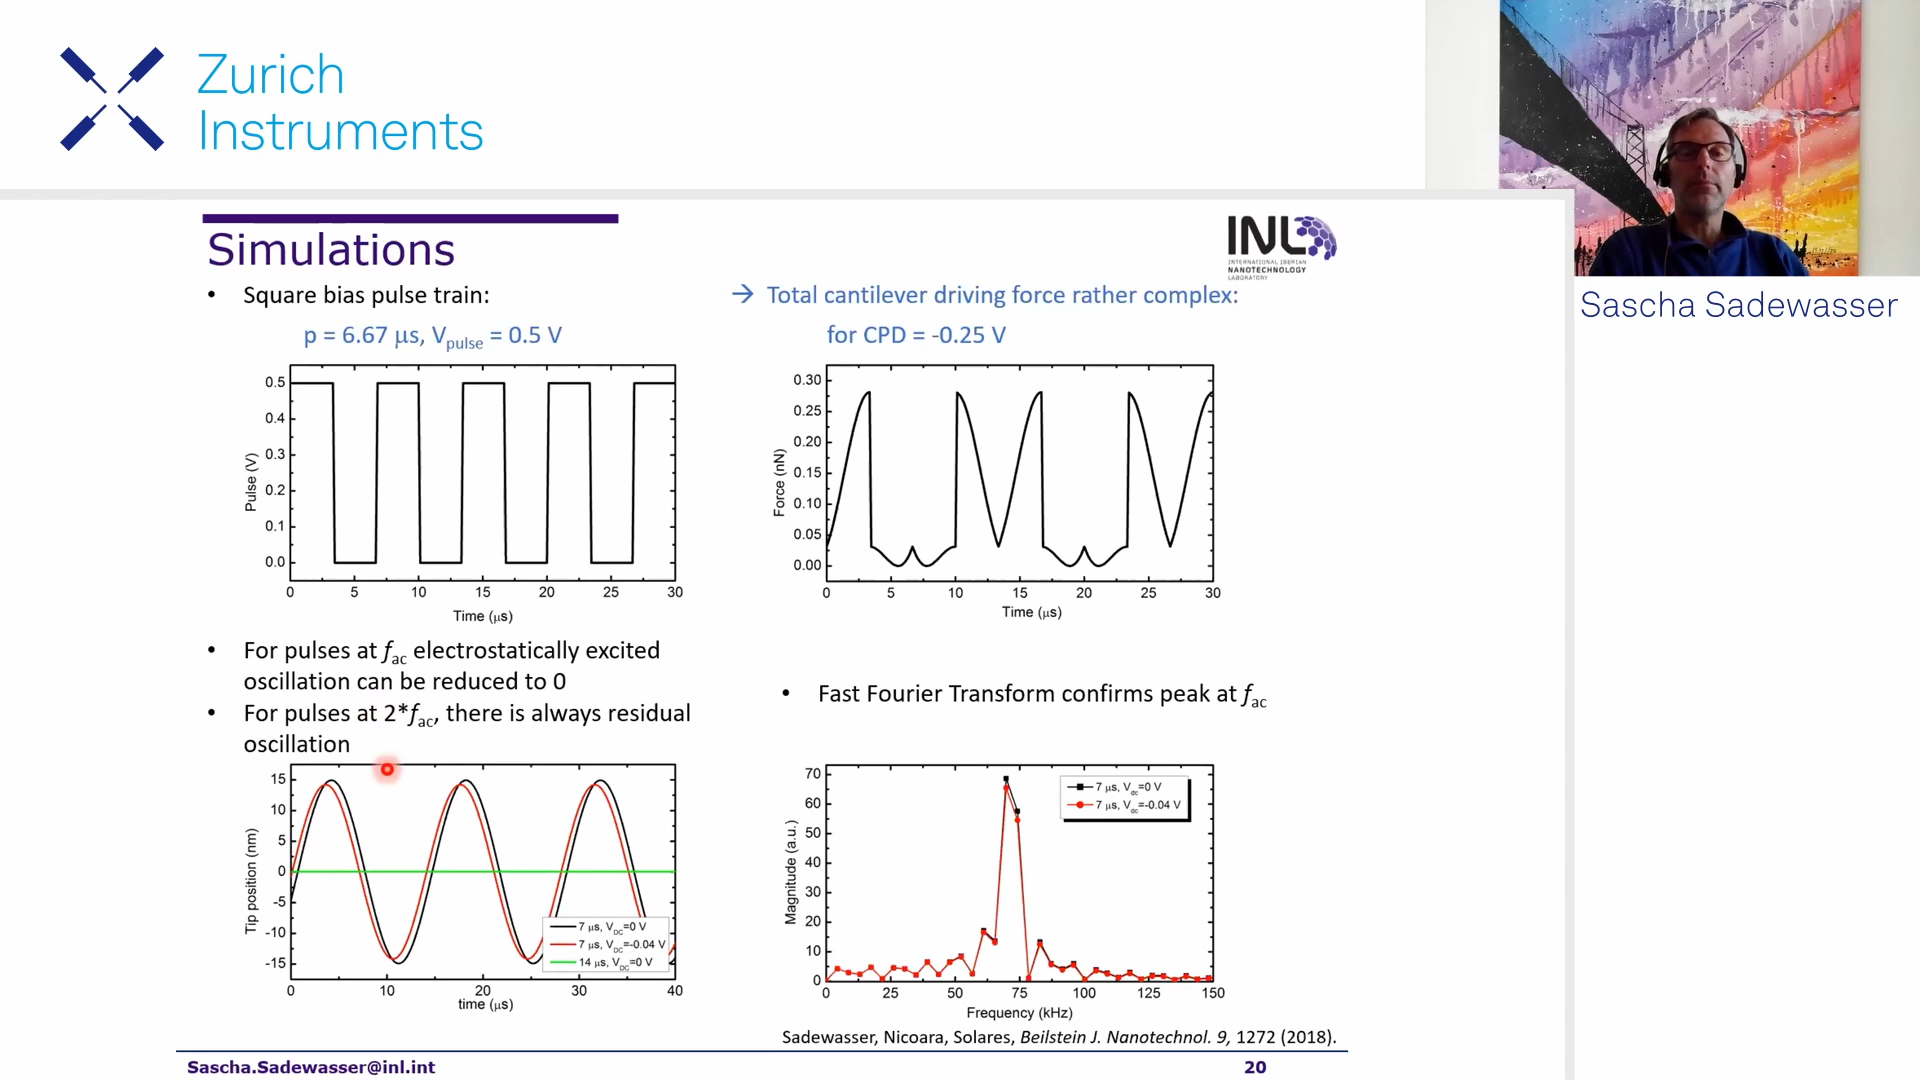 Zurich
Instruments
Sascha Sadewasser
INL
INTERNATIONAL IBERIAN
NANOTECHNOLOGY
LABORATORY
Simulations
• Square bias pulse train:
p = 6.67 μs, Vpulse = 0.5 V
→ Total cantilever driving force rather complex:
for CPD = -0.25 V
Pulse (V)
0.5
0.4
0.3
0.2
0.1
0.0
0 5 10 15 20 25 30
Time (μs)
Force (nN)
0.30
0.25
0.20
0.15
0.10
0.05
0.00
0 5 10 15 20 25 30
Time (μs)
• For pulses at fac electrostatically excited
oscillation can be reduced to 0
• For pulses at 2*fac, there is always residual
oscillation
• Fast Fourier Transform confirms peak at fac
Tip position (nm)
15
10
5
0
-5
-10
-15
7 μs, VDC=0 V
7 μs, VDC=-0.04 V
14 μs, VDC=0 V
0 10 20 30 40
time (μs)
Magnitude (a.u.)
70
60
50
40
30
20
10
0
7 μs, Vdc=0 V
7 μs, Vdc=-0.04 V
0 25 50 75 100 125 150
Frequency (kHz)
Sadewasser, Nicoara, Solares, Beilstein J. Nanotechnol. 9, 1272 (2018).
Sascha.Sadewasser@inl.int
20